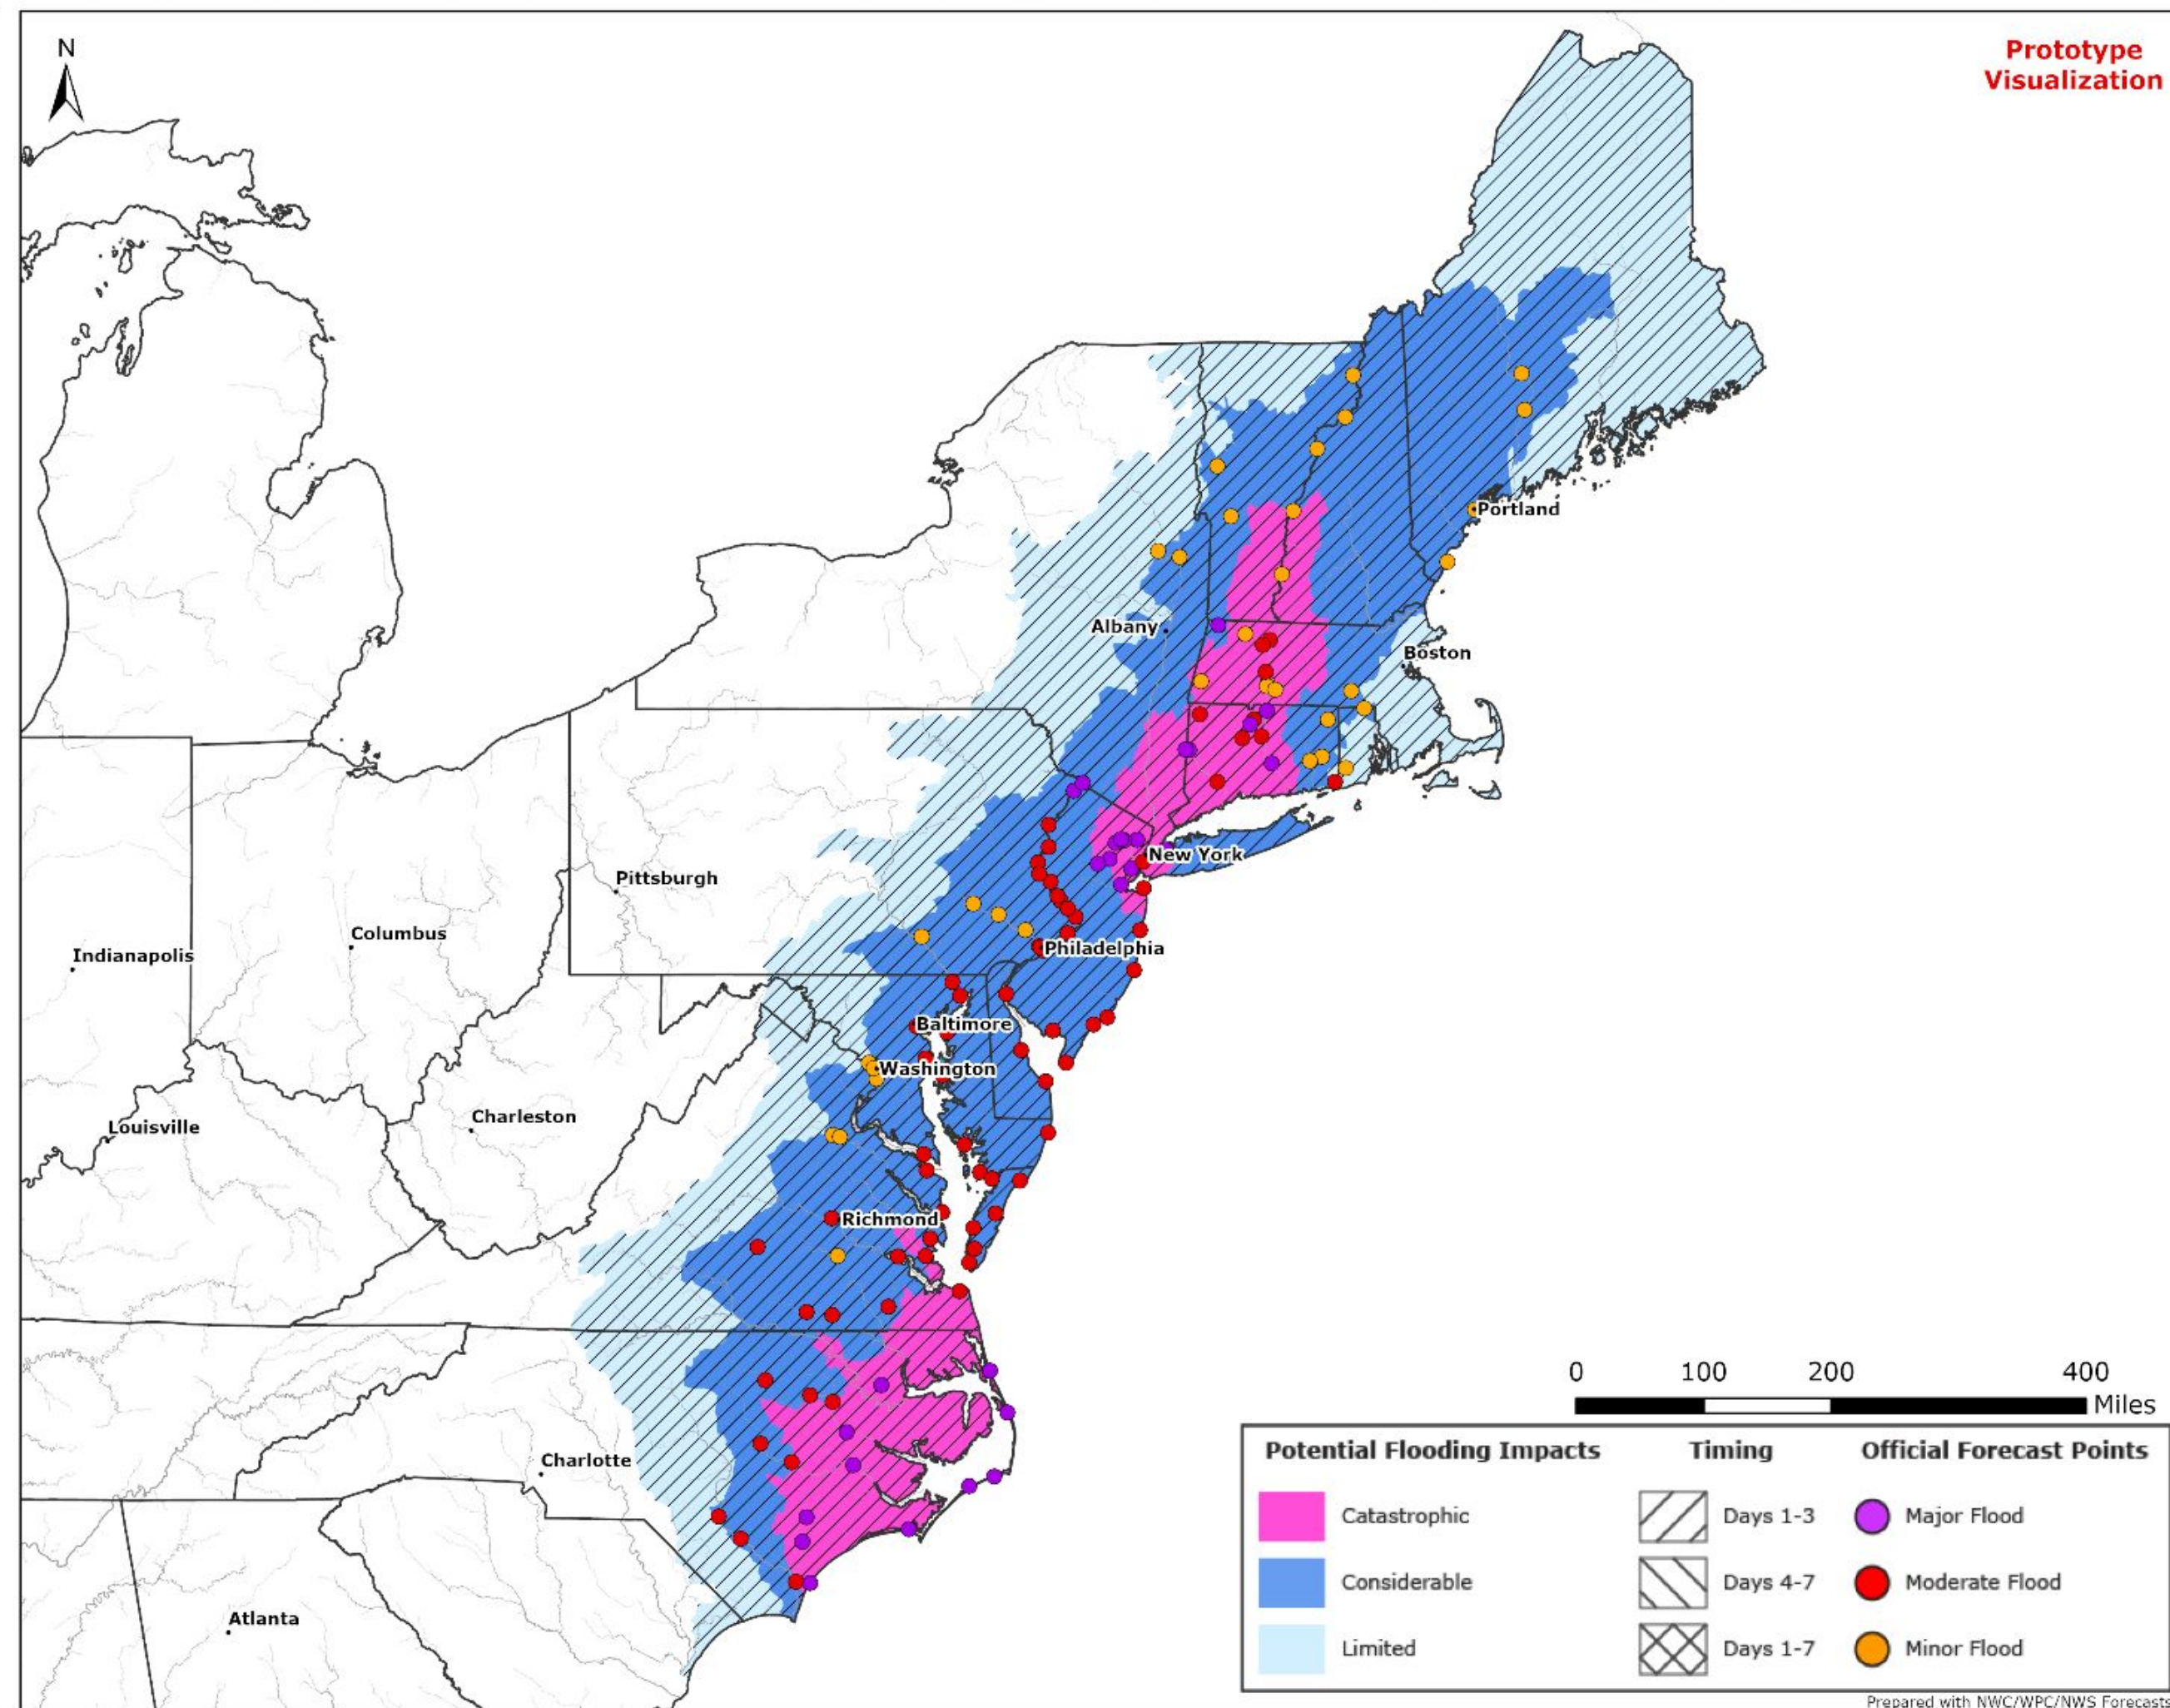 N
Prototype
Visualization
Portland
Albany
Boston
New York
Pittsburgh
Columbus
Philadelphia
Indianapolis
Baltimore
Washington
Charleston
Louisville
Richmond
Charlotte
Atlanta
0 100 200 400
Miles
Potential Flooding Impacts Timing Official Forecast Points
Catastrophic Days 1-3 Major Flood
Considerable Days 4-7 Moderate Flood
Limited Days 1-7 Minor Flood
Prepared with NWC/WPC/NWS Forecasts